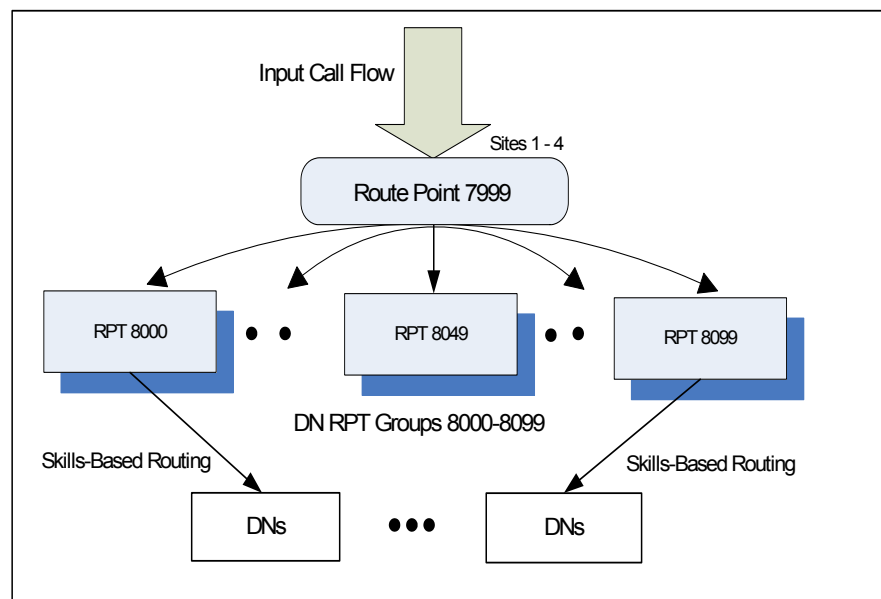 Input Call Flow
Sites 1 - 4
Route Point 7999
RPT 8000
RPT 8049
RPT 8099
DN RPT Groups 8000-8099
Skills-Based Routing
Skills-Based Routing
DNs
DNs